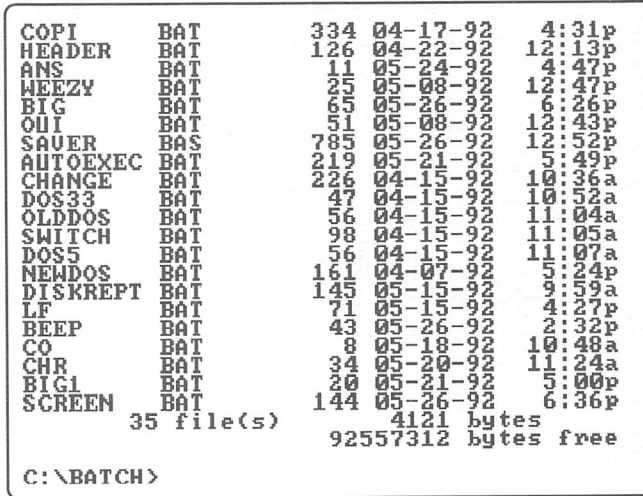 COPI     BAT       334 04-17-92   4:31p
HEADER   BAT       126 04-22-92  12:13p
ANS      BAT        11 05-24-92   4:47p
WEEZY    BAT        25 05-08-92  12:47p
BIG      BAT        65 05-26-92   6:26p
OUI      BAT        51 05-08-92  12:43p
SAVER    BAS       785 05-26-92  12:52p
AUTOEXEC BAT       219 05-21-92   5:49p
CHANGE   BAT       226 04-15-92  10:36a
DOS33    BAT        47 04-15-92  10:52a
OLDDOS   BAT        56 04-15-92  11:04a
SWITCH   BAT        98 04-15-92  11:05a
DOS5     BAT        56 04-15-92  11:07a
NEWDOS   BAT       161 04-07-92   5:24p
DISKREPT BAT       145 05-15-92   9:59a
LF       BAT        71 05-15-92   4:27p
BEEP     BAT        43 05-26-92   2:32p
CO       BAT         8 05-18-92  10:48a
CHR      BAT        34 05-20-92  11:24a
BIG1     BAT        20 05-21-92   5:00p
SCREEN   BAT       144 05-26-92   6:36p
35 file(s)       4121 bytes
92557312 bytes free
C:\BATCH>